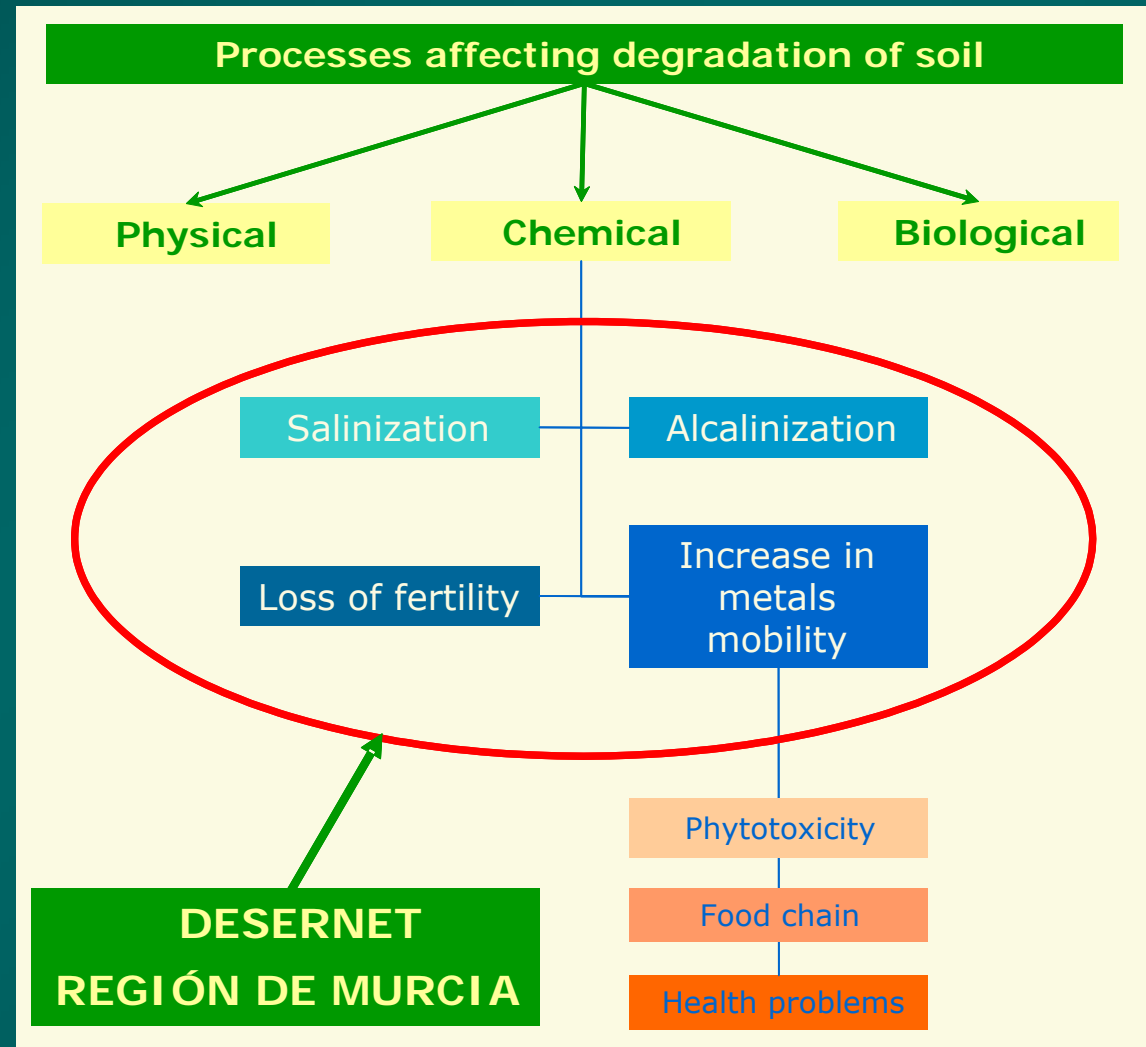 Processes affecting degradation of soil
Physical
Chemical
Biological
Salinization
Alcalinization
Loss of fertility
Increase in
metals
mobility
Phytotoxicity
Food chain
Health problems
DESERNET
REGIÓN DE MURCIA